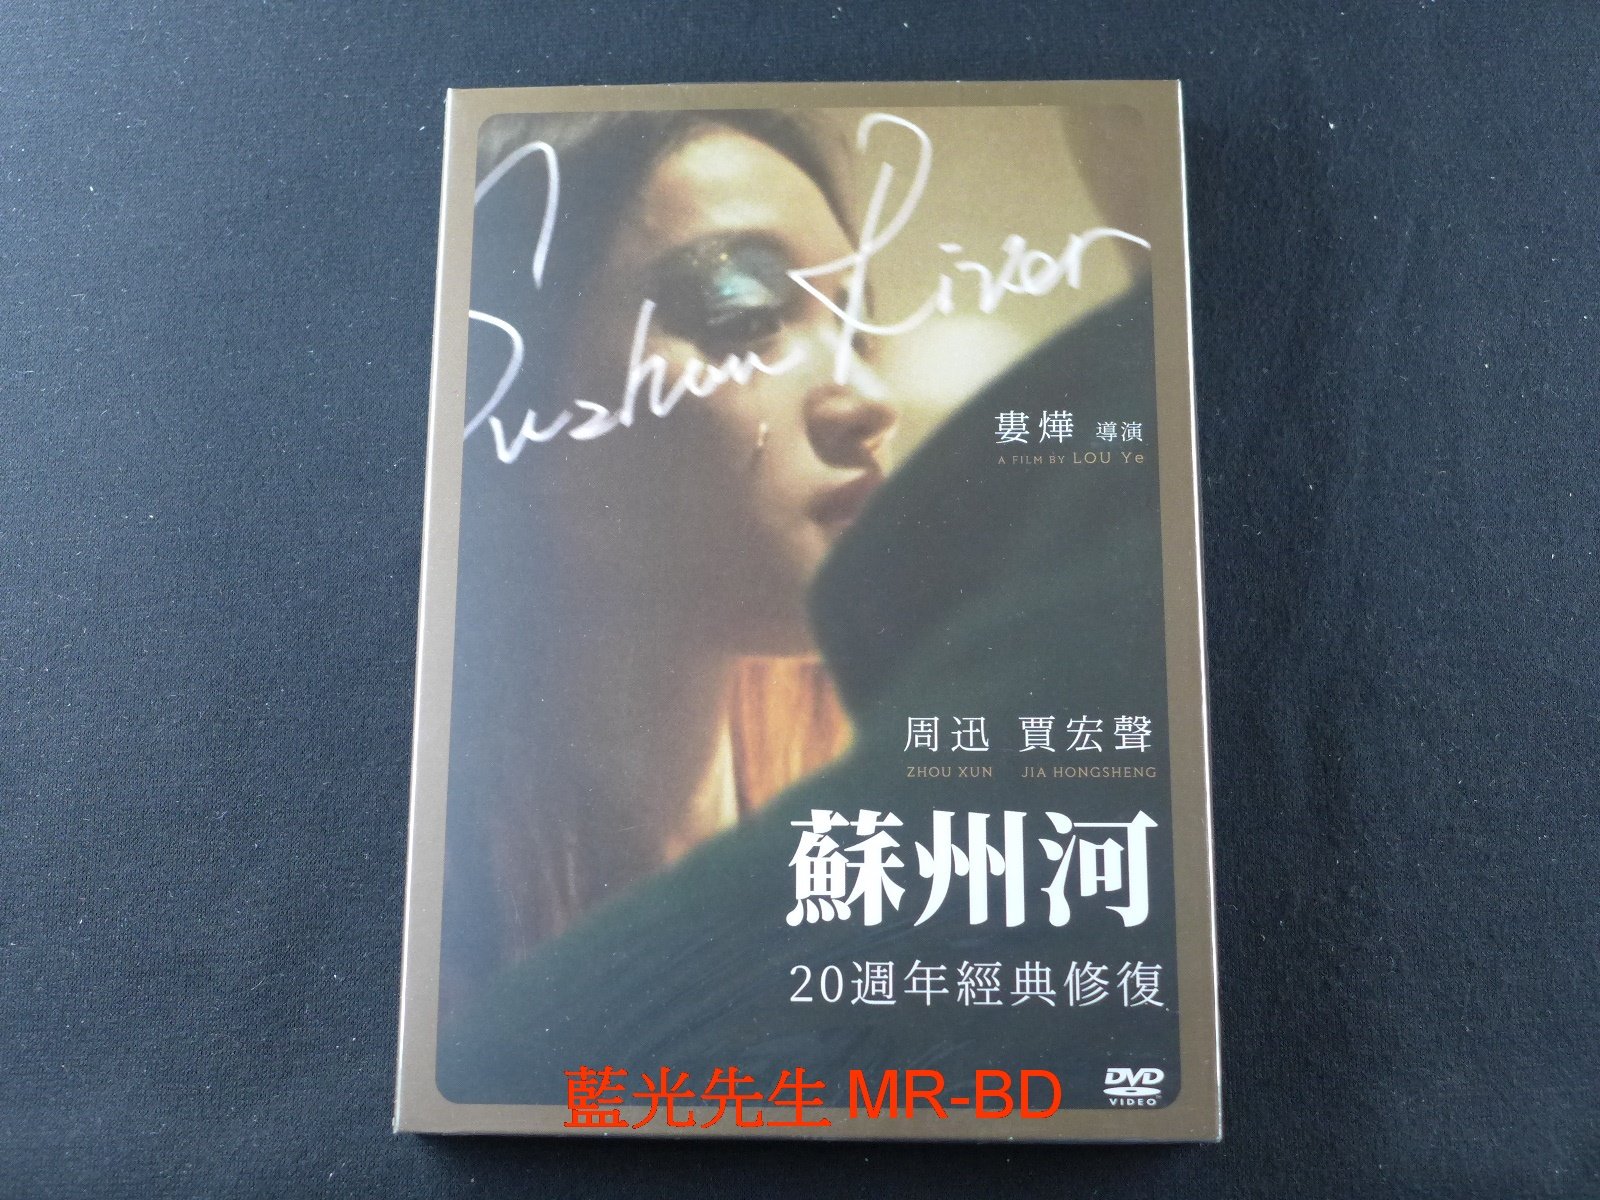 Suzhou River
婁燁 導演
A FILM BY LOU Ye
周迅 賈宏聲
ZHOU XUN JIA HONGSHENG
蘇州河
20週年經典修復
DVD
VIDEO
藍光先生 MR-BD